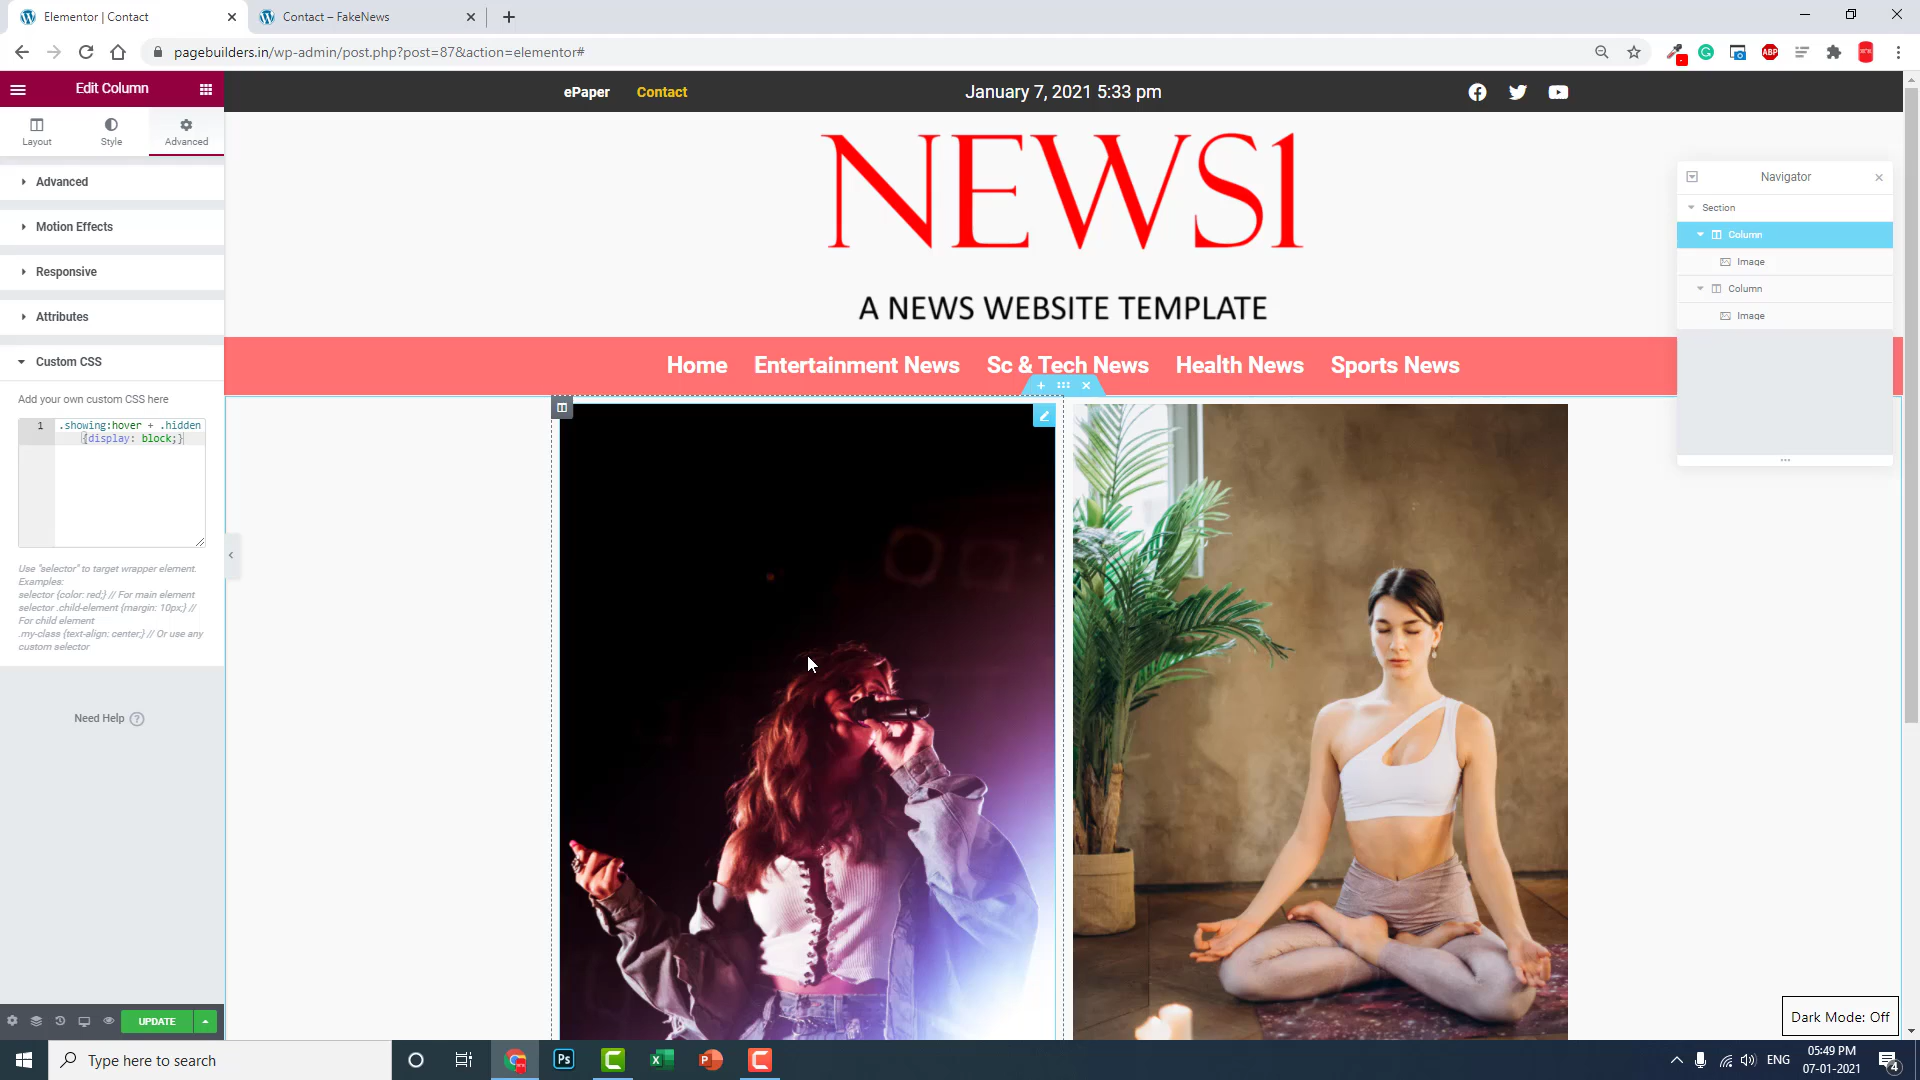 Elementor | Contact
Contact – FakeNews
pagebuilders.in/wp-admin/post.php?post=87&action=elementor#
ABP
Edit Column
Layout
Style
Advanced
Advanced
Motion Effects
Responsive
Attributes
Custom CSS
Add your own custom CSS here
1
.showing:hover + .hidden
{display: block;}
Use "selector" to target wrapper element.
Examples:
selector {color: red;} // For main element
selector .child-element {margin: 10px;} //
For child element
.my-class {text-align: center;} // Or use any
custom selector
Need Help
UPDATE
ePaper
Contact
January 7, 2021 5:33 pm
NEWS1
A NEWS WEBSITE TEMPLATE
Home
Entertainment News
Sc & Tech News
Health News
Sports News
Navigator
Section
Column
Image
Column
Image
Dark Mode: Off
Type here to search
Ps
ENG
05:49 PM
07-01-2021
4